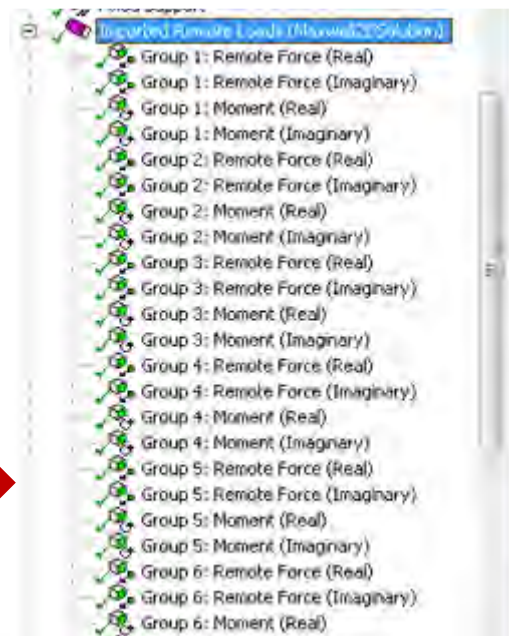 Fixed Support
Imported Remote Loads (Maxwell2DSolution)
Group 1: Remote Force (Real)
Group 1: Remote Force (Imaginary)
Group 1: Moment (Real)
Group 1: Moment (Imaginary)
Group 2: Remote Force (Real)
Group 2: Remote Force (Imaginary)
Group 2: Moment (Real)
Group 2: Moment (Imaginary)
Group 3: Remote Force (Real)
Group 3: Remote Force (Imaginary)
Group 3: Moment (Real)
Group 3: Moment (Imaginary)
Group 4: Remote Force (Real)
Group 4: Remote Force (Imaginary)
Group 4: Moment (Real)
Group 4: Moment (Imaginary)
Group 5: Remote Force (Real)
Group 5: Remote Force (Imaginary)
Group 5: Moment (Real)
Group 5: Moment (Imaginary)
Group 6: Remote Force (Real)
Group 6: Remote Force (Imaginary)
Group 6: Moment (Real)